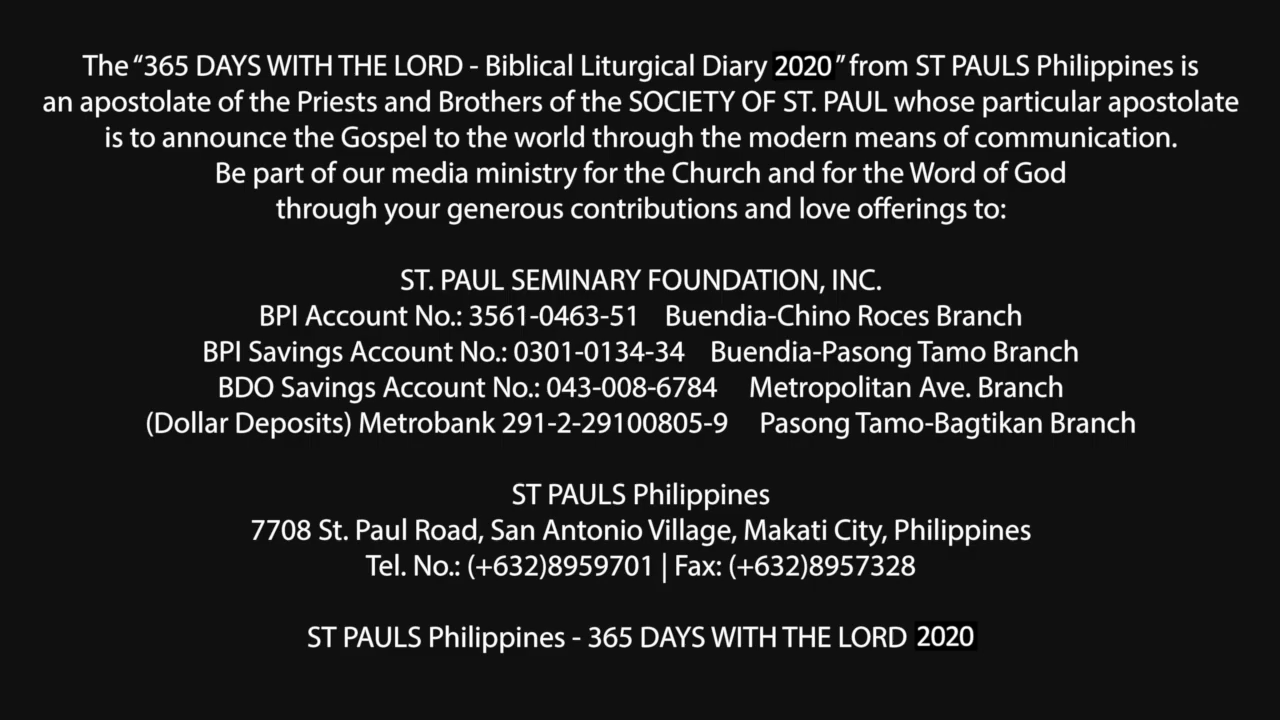 The “365 DAYS WITH THE LORD - Biblical Liturgical Diary 2020” from ST PAULS Philippines is
an apostolate of the Priests and Brothers of the SOCIETY OF ST. PAUL whose particular apostolate
is to announce the Gospel to the world through the modern means of communication.
Be part of our media ministry for the Church and for the Word of God
through your generous contributions and love offerings to:
ST. PAUL SEMINARY FOUNDATION, INC.
BPI Account No.: 3561-0463-51 Buendia-Chino Roces Branch
BPI Savings Account No.: 0301-0134-34 Buendia-Pasong Tamo Branch
BDO Savings Account No.: 043-008-6784 Metropolitan Ave. Branch
(Dollar Deposits) Metrobank 291-2-29100805-9 Pasong Tamo-Bagtikan Branch
ST PAULS Philippines
7708 St. Paul Road, San Antonio Village, Makati City, Philippines
Tel. No.: (+632)8959701 | Fax: (+632)8957328
ST PAULS Philippines - 365 DAYS WITH THE LORD 2020